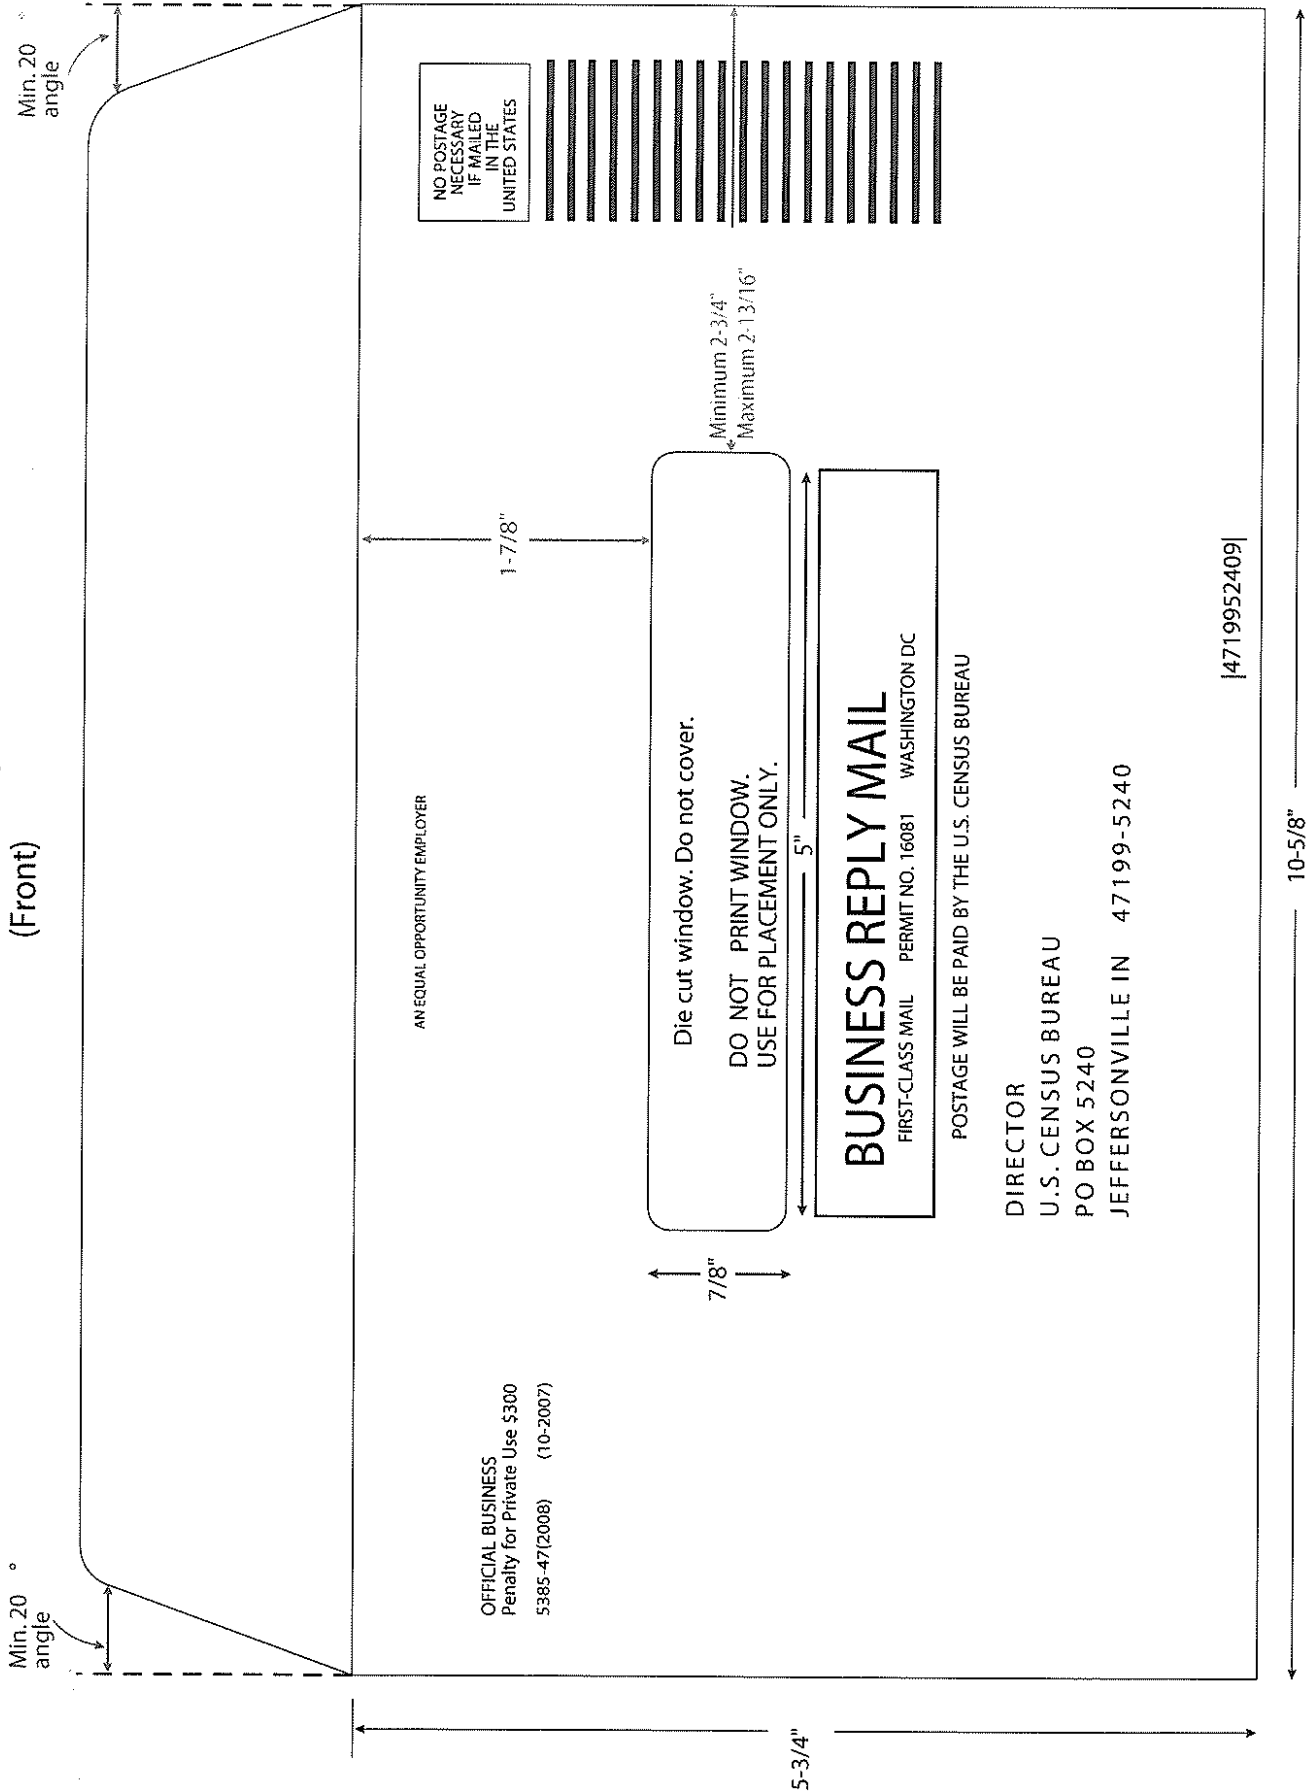 (Front)
Min. 20 °
angle
Min. 20 °
angle
AN EQUAL OPPORTUNITY EMPLOYER
NO POSTAGE
NECESSARY
IF MAILED
IN THE
UNITED STATES
OFFICIAL BUSINESS
Penalty for Private Use $300
5385-47(2008) (10-2007)
1-7/8"
Die cut window. Do not cover.
DO NOT PRINT WINDOW.
USE FOR PLACEMENT ONLY.
Minimum 2-3/4"
Maximum 2-13/16"
7/8"
5"
BUSINESS REPLY MAIL
FIRST-CLASS MAIL PERMIT NO. 16081 WASHINGTON DC
POSTAGE WILL BE PAID BY THE U.S. CENSUS BUREAU
DIRECTOR
U.S. CENSUS BUREAU
PO BOX 5240
JEFFERSONVILLE IN 47199-5240
|4719952409|
5-3/4"
10-5/8"